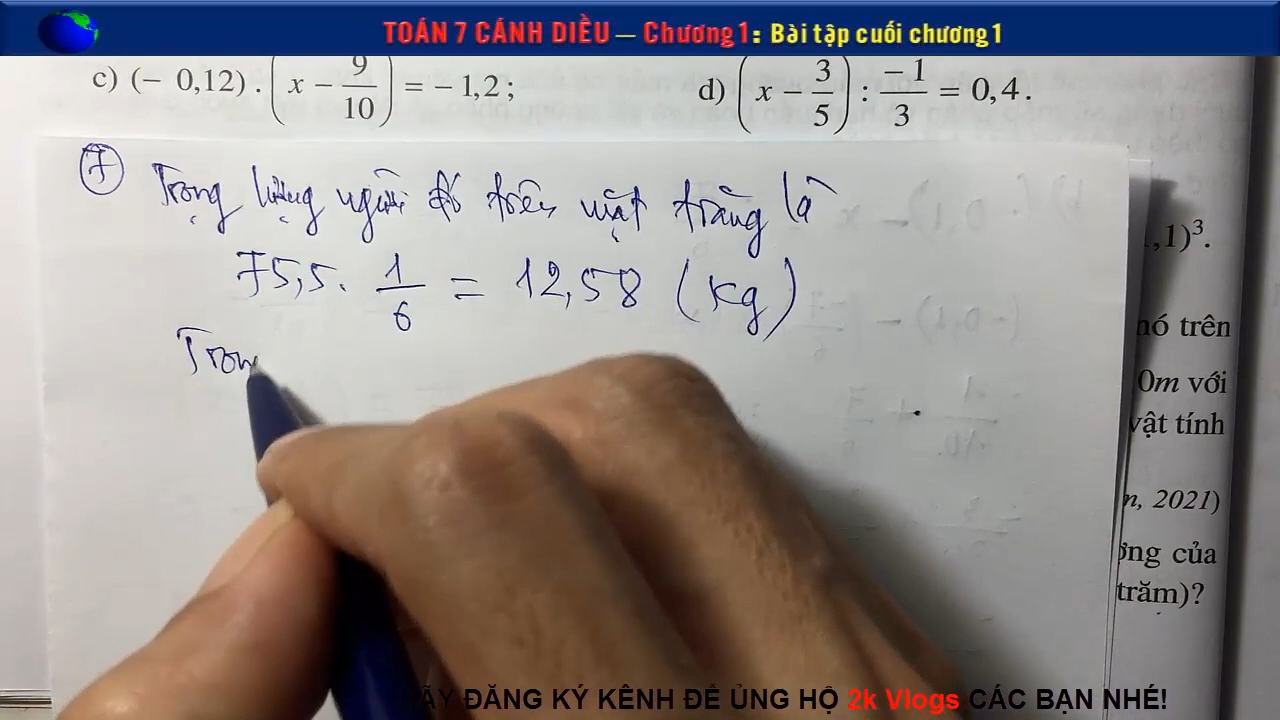 TOÁN 7 CÁNH DIỀU — Chương 1: Bài tập cuối chương 1
c) (− 0,12) . (x − 9/10) = − 1,2 ;
d) (x − 3/5) : −1/3 = 0,4 .
7 Trọng lượng người đó trên mặt trăng là
75,5. 1/6 = 12,58 (kg)
Trọn
,1)³.
nó trên
0m với
vật tính
n, 2021)
ợng của
trăm)?
ÃY ĐĂNG KÝ KÊNH ĐỂ ỦNG HỘ 2k Vlogs CÁC BẠN NHÉ!